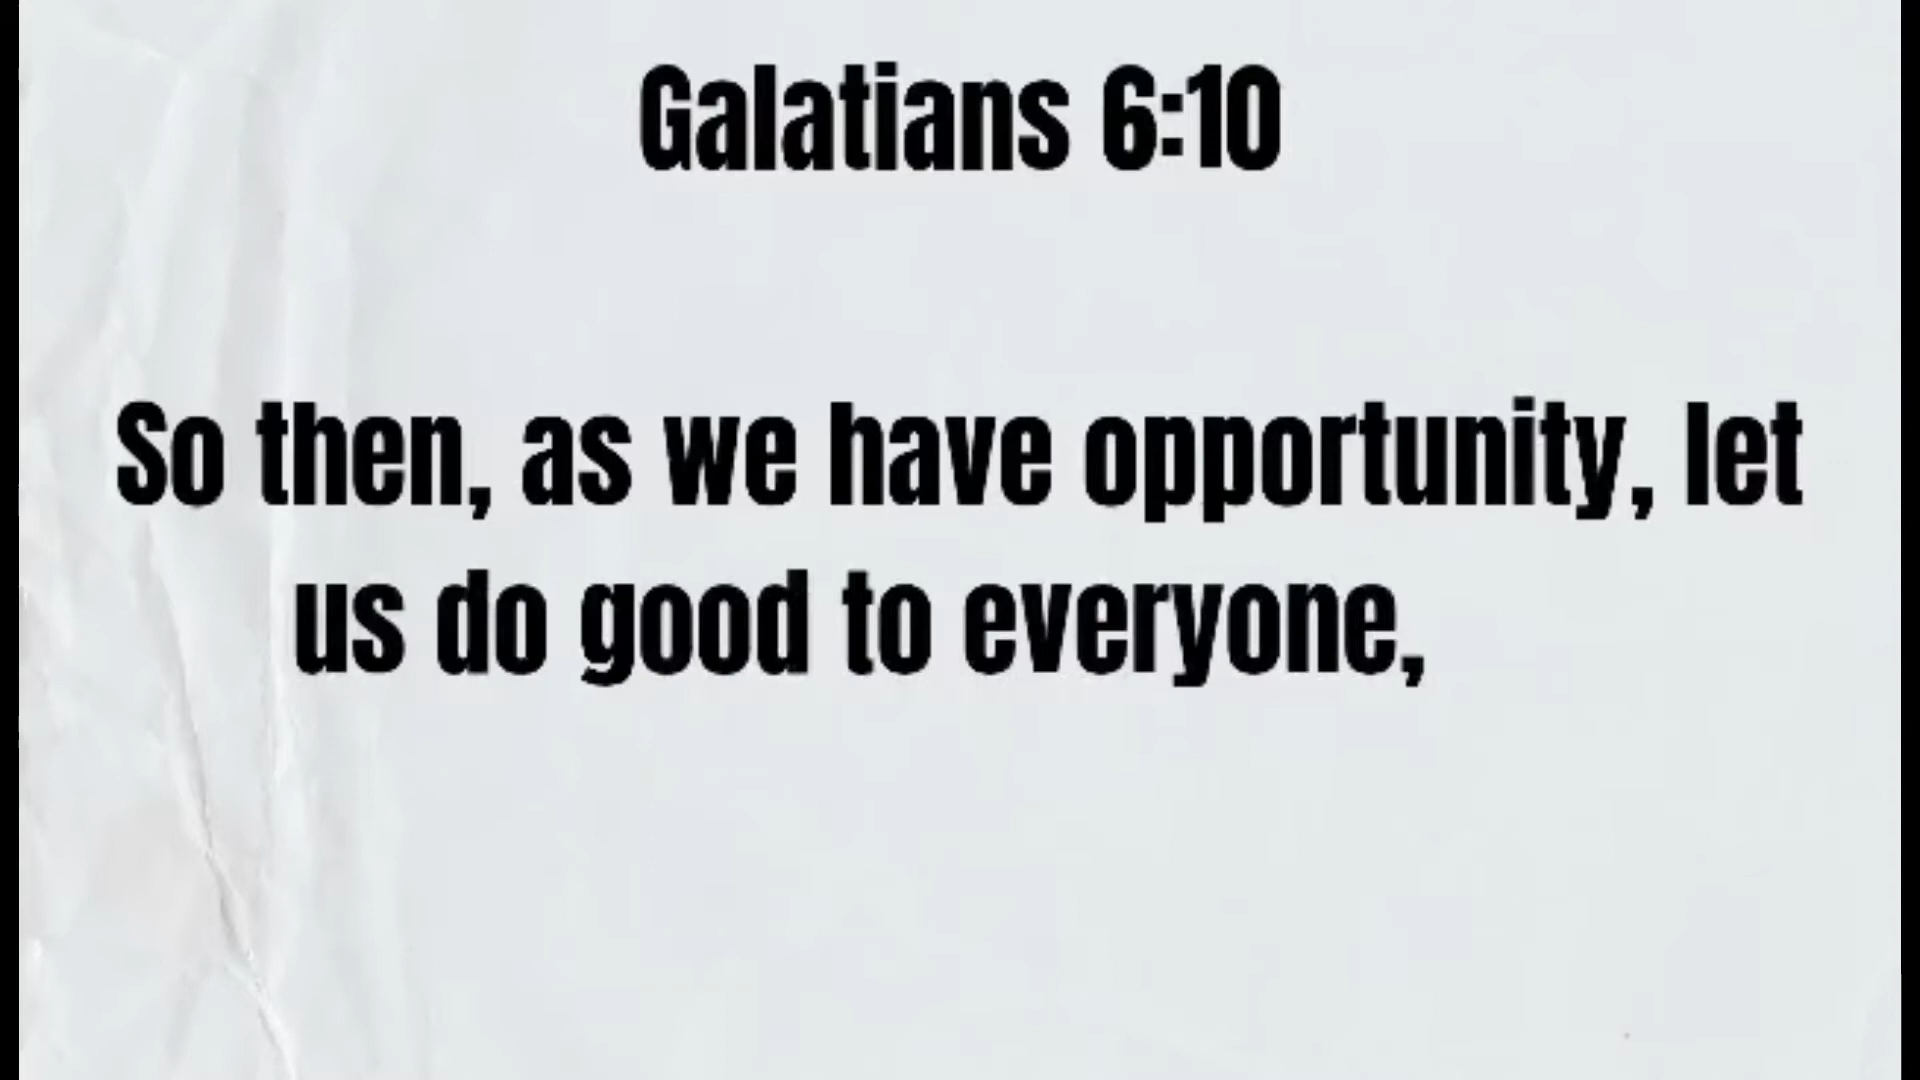 Galatians 6:10
So then, as we have opportunity, let
us do good to everyone,